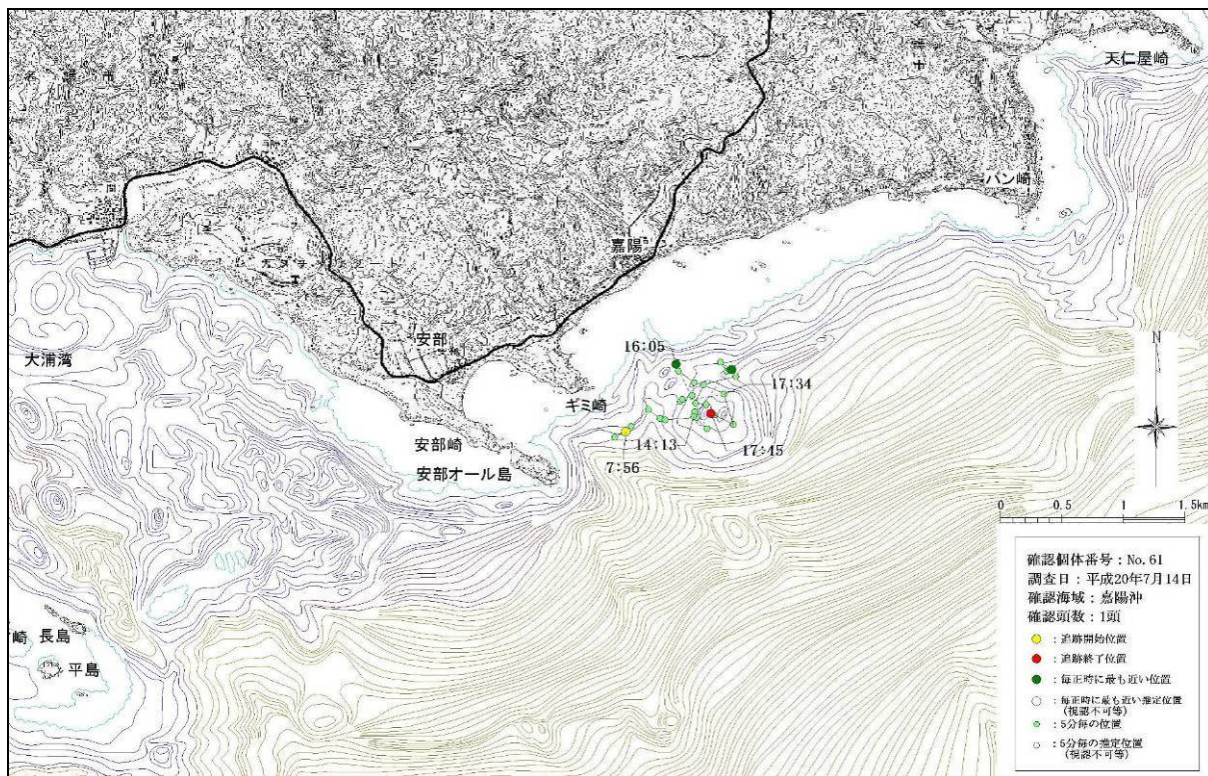 天仁屋崎
バン崎
嘉陽
安部
大浦湾
16:05
17:34
ギミ崎
安部崎
14:13
17:45
安部オール島
7:56
N
0 0.5 1 1.5km
長島
崎
平島
確認個体番号:No.61
調査日:平成20年7月14日
確認海域:嘉陽沖
確認頭数:1頭
:追跡開始位置
:追跡終了位置
:毎正時に最も近い位置
:毎正時に最も近い推定位置
(視認不可等)
:5分毎の位置
:5分毎の推定位置
(視認不可等)